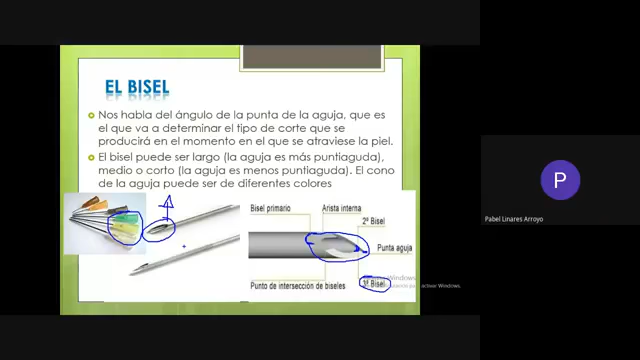 EL BISEL
Nos habla del ángulo de la punta de la aguja, que es
el que va a determinar el tipo de corte que se
producirá en el momento en el que se atraviese la piel.
El bisel puede ser largo (la aguja es más puntiaguda),
medio o corto (la aguja es menos puntiaguda). El cono
de la aguja puede ser de diferentes colores
Bisel primario
Arista interna
2º Bisel
Punta aguja
Punto de intersección de biseles
3º Bisel
Windows
activar Windows.
P
Pabel Linares Arroyo